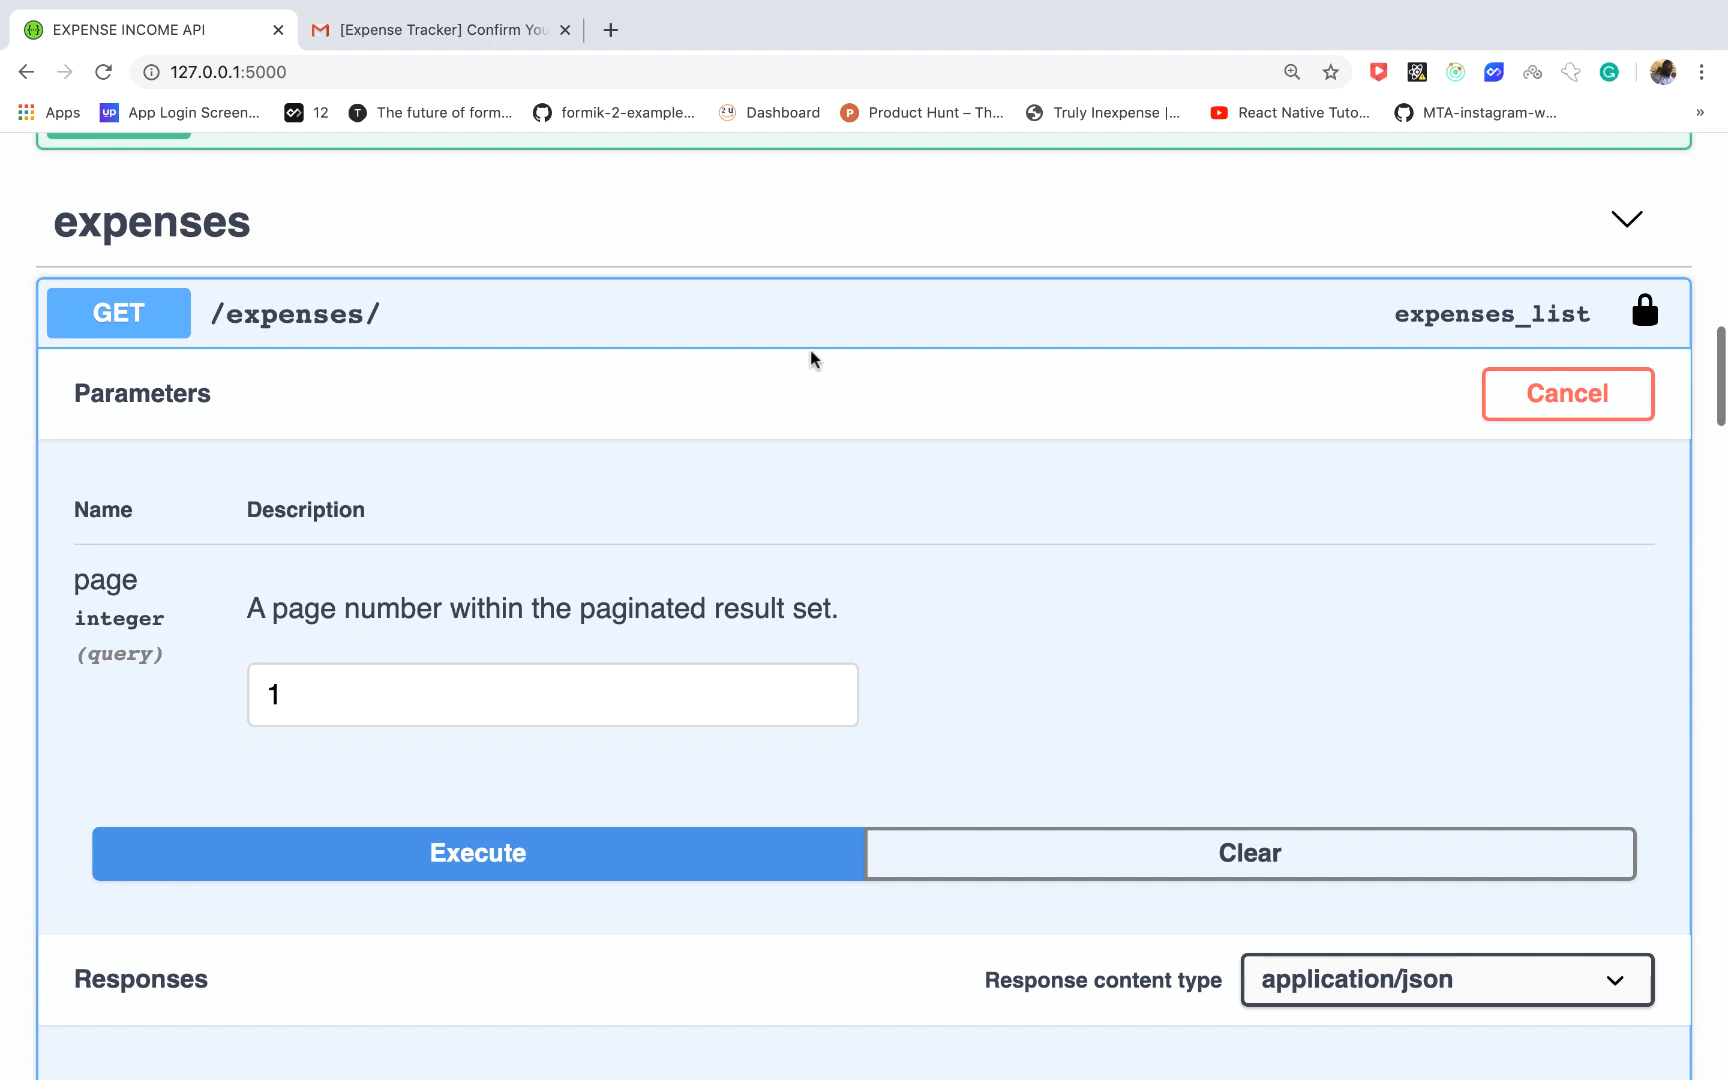 EXPENSE INCOME API
[Expense Tracker] Confirm You
127.0.0.1:5000
Apps
up
App Login Screen...
12
T
The future of form...
formik-2-example...
2U
Dashboard
P
Product Hunt – Th...
Truly Inexpense |...
React Native Tuto...
MTA-instagram-w...
»
expenses
GET /expenses/ expenses_list
Parameters
Cancel
Name Description
page
integer
(query)
A page number within the paginated result set.
1
Execute
Clear
Responses
Response content type
application/json